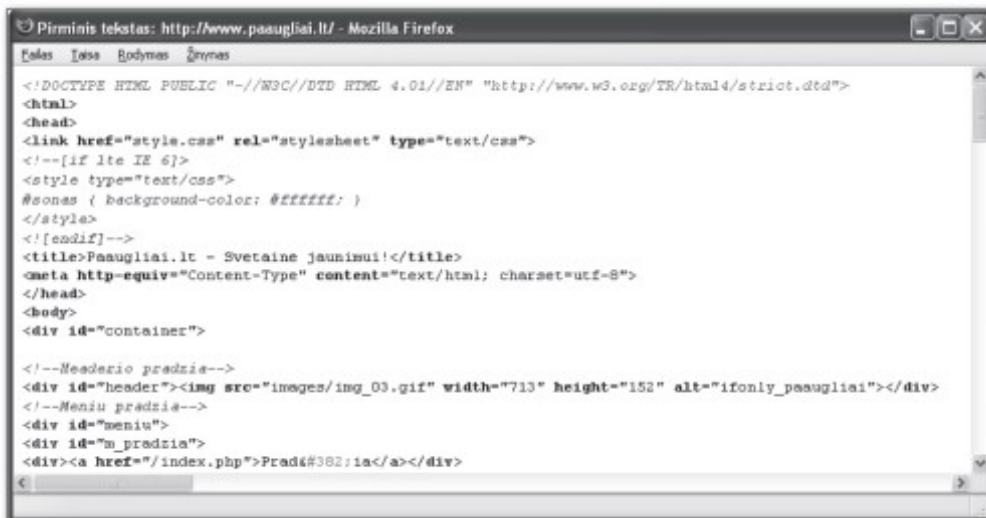 Pirminis tekstas: http://www.paaugliai.lt/ - Mozilla Firefox
Failas Taisa Rodymas Žinynas
<!DOCTYPE HTML PUBLIC "-//W3C//DTD HTML 4.01//EN" "http://www.w3.org/TR/html4/strict.dtd">
<html>
<head>
<link href="style.css" rel="stylesheet" type="text/css">
<!--[if lte IE 6]>
<style type="text/css">
#sonas { background-color: #ffffff; }
</style>
<![endif]-->
<title>Paaugliai.lt - Svetaine jaunimui!</title>
<meta http-equiv="Content-Type" content="text/html; charset=utf-8">
</head>
<body>
<div id="container">
<!--Headerio pradzia-->
<div id="header"><img src="images/img_03.gif" width="713" height="152" alt="ifonly_paaugliai"></div>
<!--Meniu pradzia-->
<div id="meniu">
<div id="m_pradzia">
<div><a href="/index.php">Prad&#382;ia</a></div>